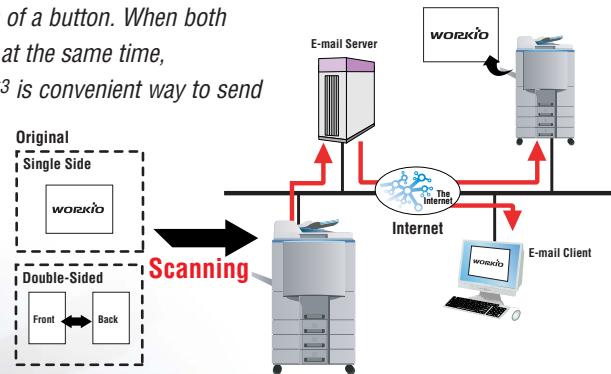 of a button. When both
at the same time,
3 is convenient way to send
E-mail Server
WORKiO
Original
Single Side
WORKiO
Double-Sided
Front
Back
Scanning
The
Internet
Internet
E-mail Client
WORKiO